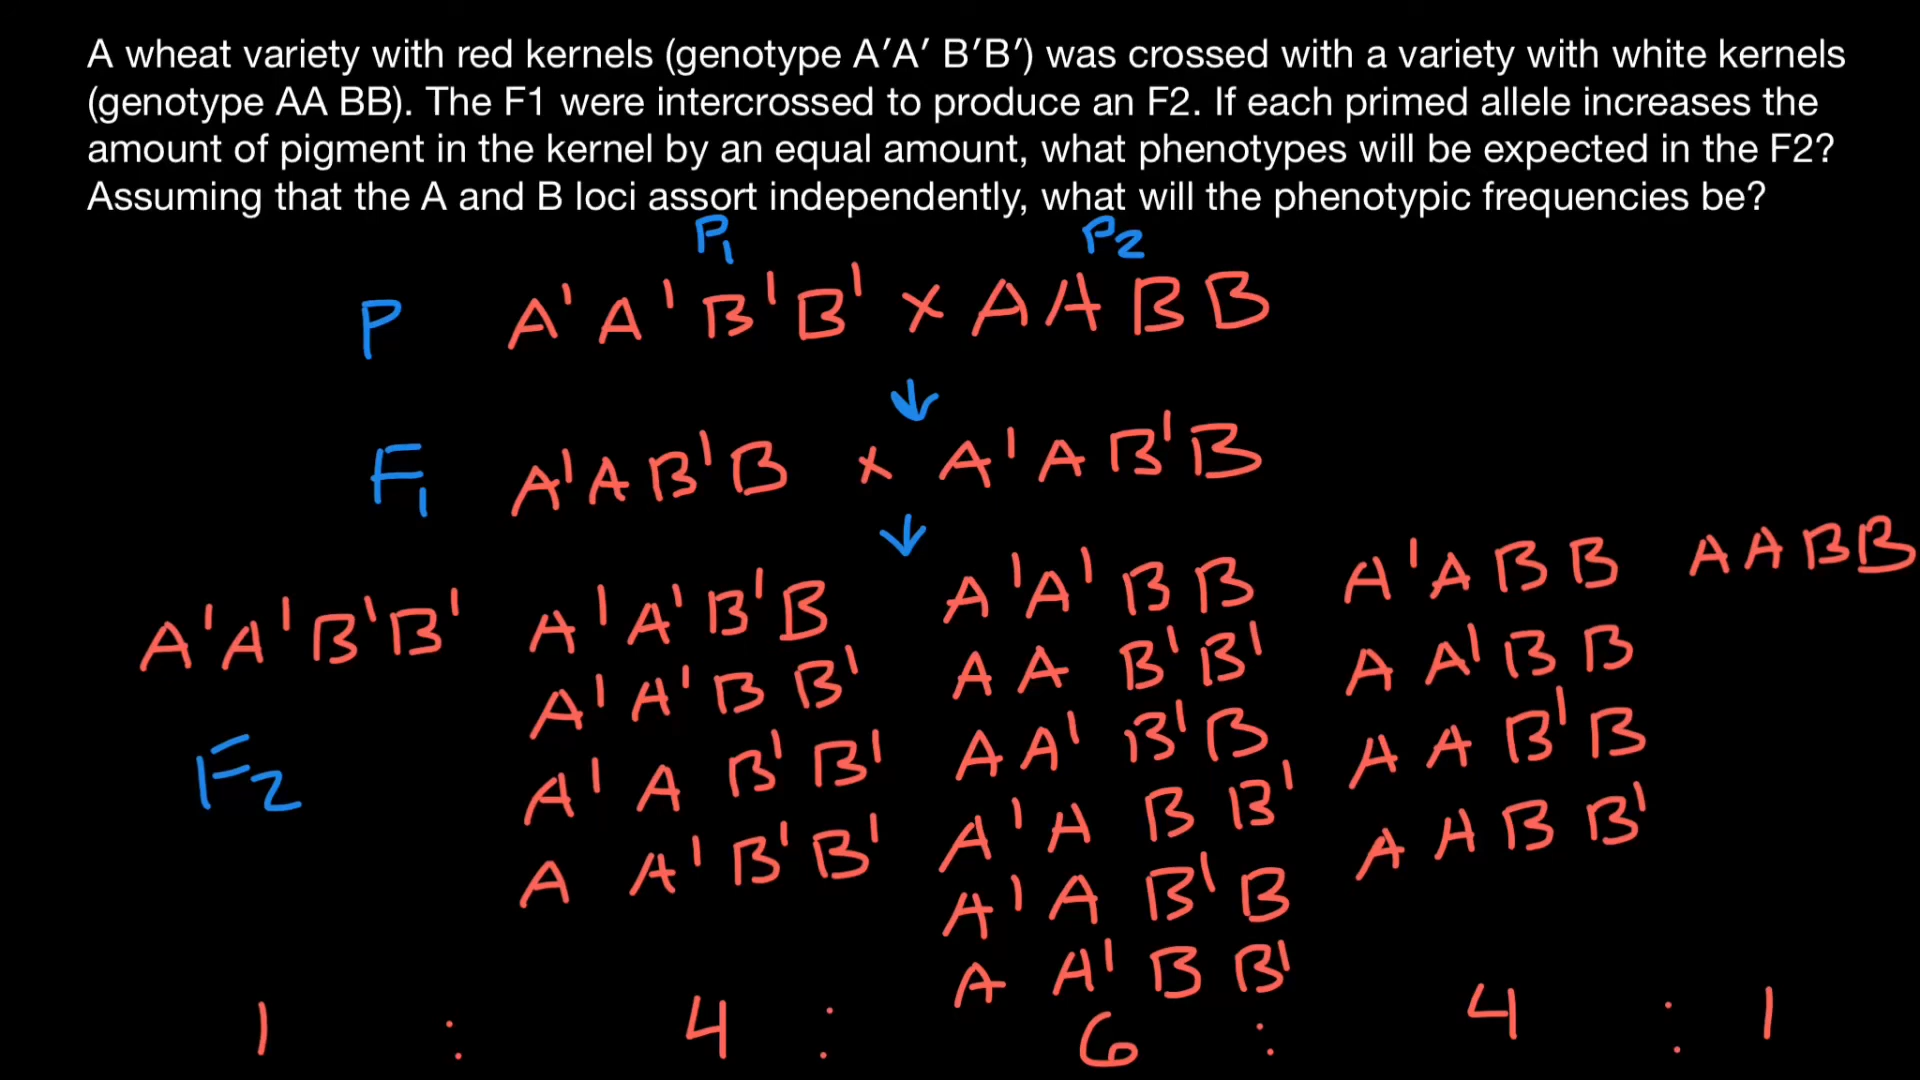 A wheat variety with red kernels (genotype A′A′ B′B′) was crossed with a variety with white kernels
(genotype AA BB). The F1 were intercrossed to produce an F2. If each primed allele increases the
amount of pigment in the kernel by an equal amount, what phenotypes will be expected in the F2?
Assuming that the A and B loci assort independently, what will the phenotypic frequencies be?
P1 P2
P A'A'B'B' x AABB
F1 A'AB'B x A'AB'B
A'A'B'B' A'A'B'B A'A'BB A'ABB AABB
A'A'BB' AAB'B' AA'BB
F2 A'AB'B' AA'B'B AAB'B
AA'B'B' A'ABB' AABB'
A'AB'B
AA'BB'
1 : 4 : 6 : 4 : 1